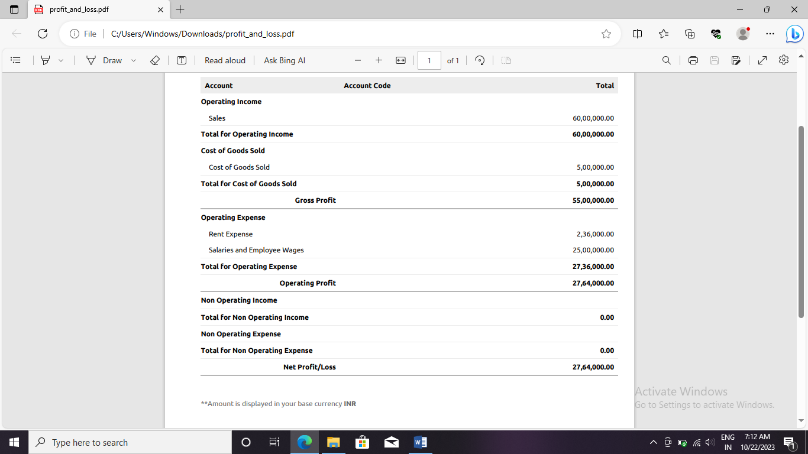 profit_and_loss.pdf
File C:/Users/Windows/Downloads/profit_and_loss.pdf
Draw Read aloud Ask Bing AI 1 of 1
Account Account Code Total
Operating Income
Sales 60,00,000.00
Total for Operating Income 60,00,000.00
Cost of Goods Sold
Cost of Goods Sold 5,00,000.00
Total for Cost of Goods Sold 5,00,000.00
Gross Profit 55,00,000.00
Operating Expense
Rent Expense 2,36,000.00
Salaries and Employee Wages 25,00,000.00
Total for Operating Expense 27,36,000.00
Operating Profit 27,64,000.00
Non Operating Income
Total for Non Operating Income 0.00
Non Operating Expense
Total for Non Operating Expense 0.00
Net Profit/Loss 27,64,000.00
**Amount is displayed in your base currency INR
Activate Windows
Go to Settings to activate Windows.
Type here to search
ENG 7:12 AM
IN 10/22/2023